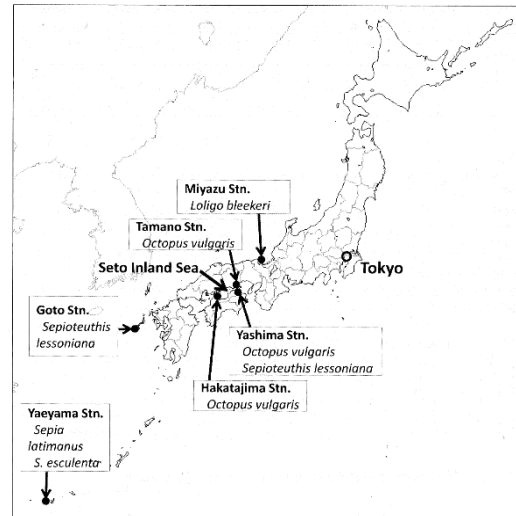 Miyazu Stn.
Loligo bleekeri
Tamano Stn.
Octopus vulgaris
Seto Inland Sea
Tokyo
Goto Stn.
Sepioteuthis
lessoniana
Yashima Stn.
Octopus vulgaris
Sepioteuthis lessoniana
Hakatajima Stn.
Octopus vulgaris
Yaeyama Stn.
Sepia
latimanus
S. esculenta